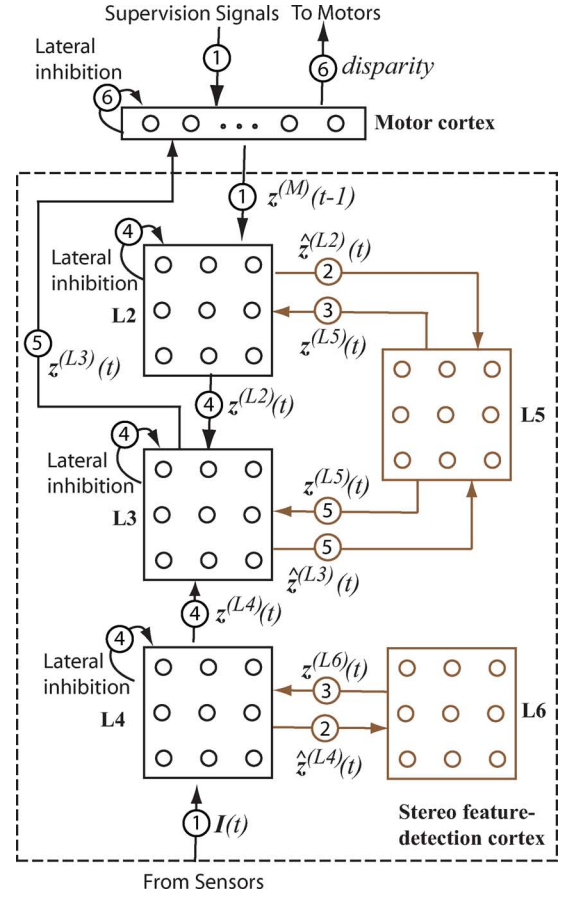 Supervision Signals To Motors
Lateral
inhibition
1
6 disparity
6
Motor cortex
1 z^(M)(t-1)
4
Lateral
inhibition
L2
ẑ^(L2)(t)
2
3
z^(L5)(t)
5
z^(L3)(t)
4 z^(L2)(t)
L5
4
Lateral
inhibition
L3
z^(L5)(t)
5
5
ẑ^(L3)(t)
4 z^(L4)(t)
4
Lateral
inhibition
L4
z^(L6)(t)
3
2
ẑ^(L4)(t)
L6
1 I(t)
Stereo feature-
detection cortex
From Sensors